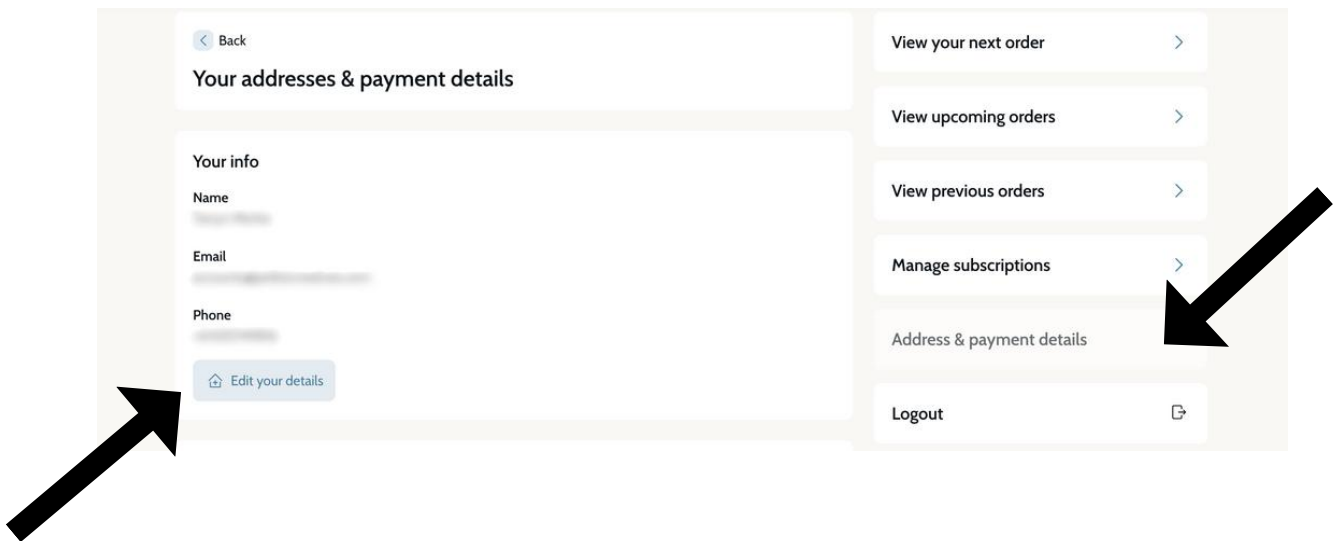 Back
Your addresses & payment details
Your info
Name
Email
Phone
Edit your details
View your next order
View upcoming orders
View previous orders
Manage subscriptions
Address & payment details
Logout